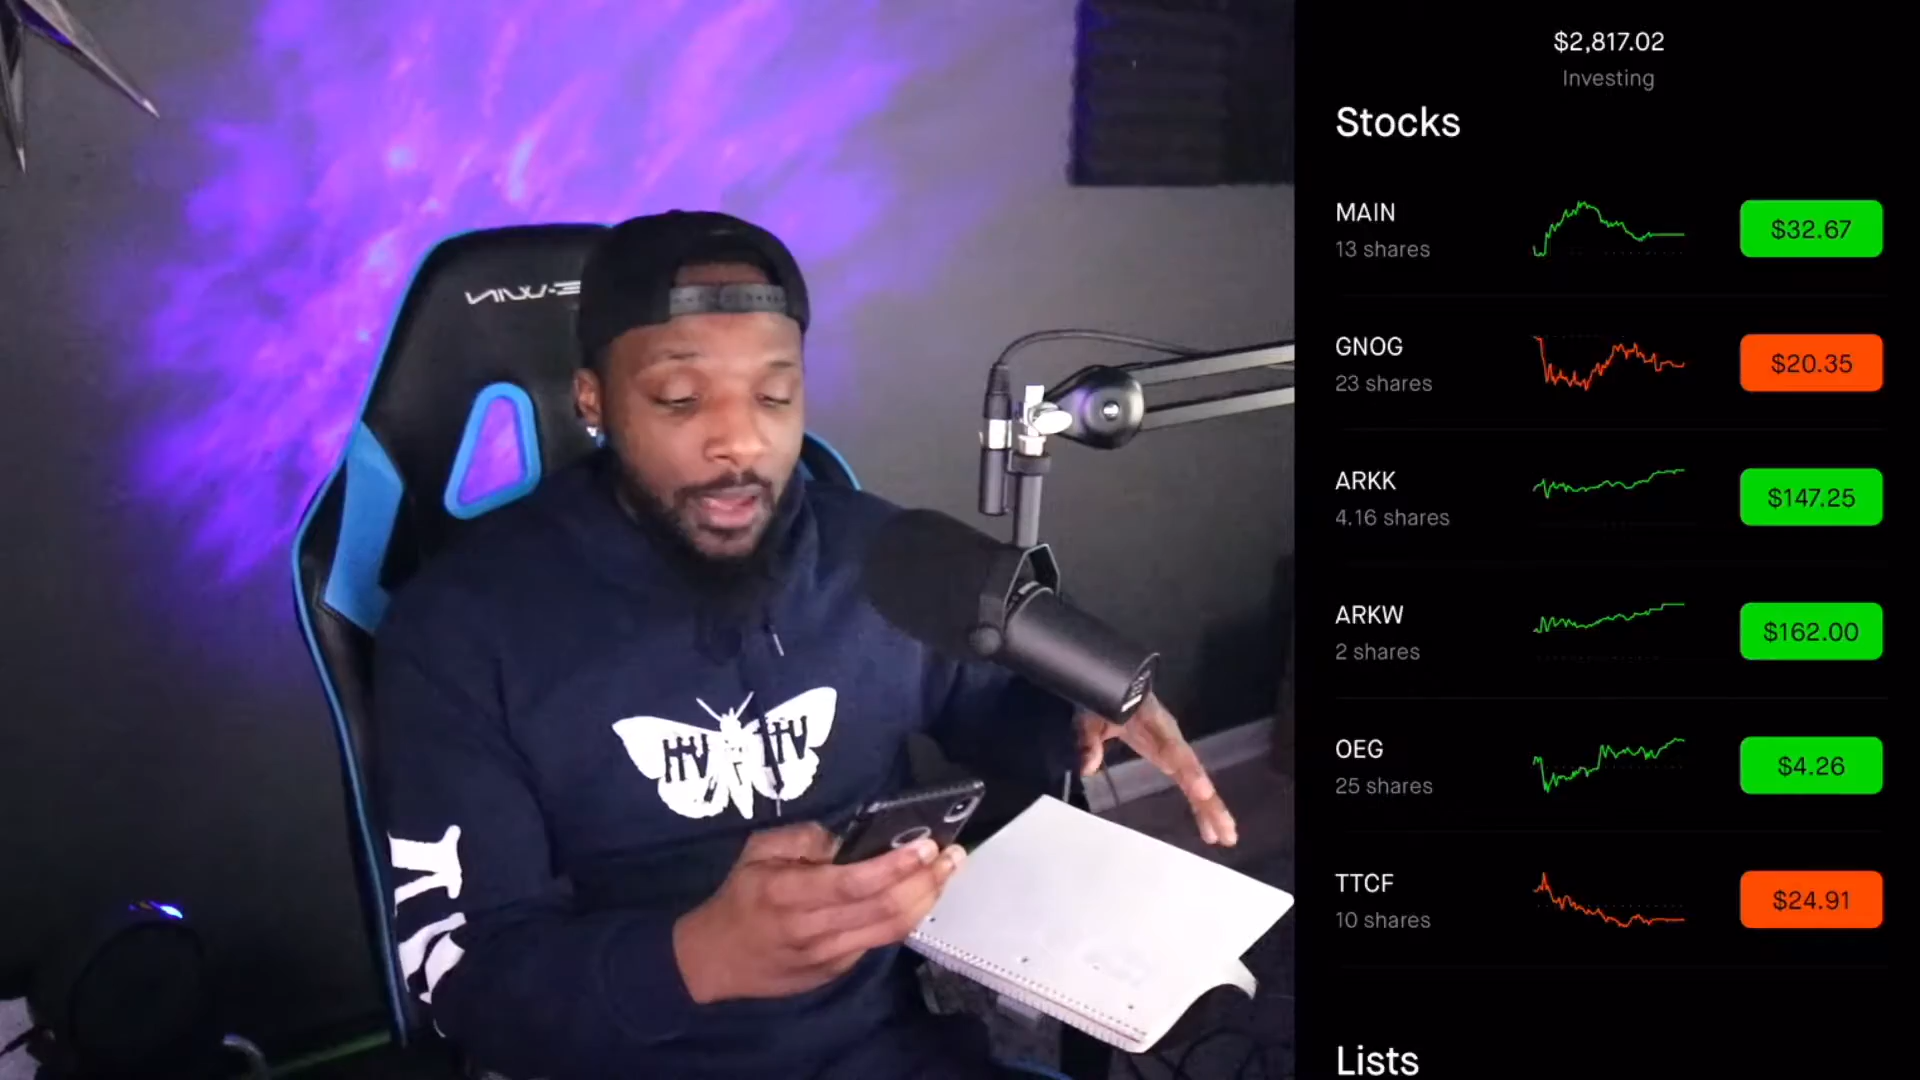 $2,817.02
Investing
Stocks
MAIN
13 shares
$32.67
GNOG
23 shares
$20.35
ARKK
4.16 shares
$147.25
ARKW
2 shares
$162.00
OEG
25 shares
$4.26
TTCF
10 shares
$24.91
Lists